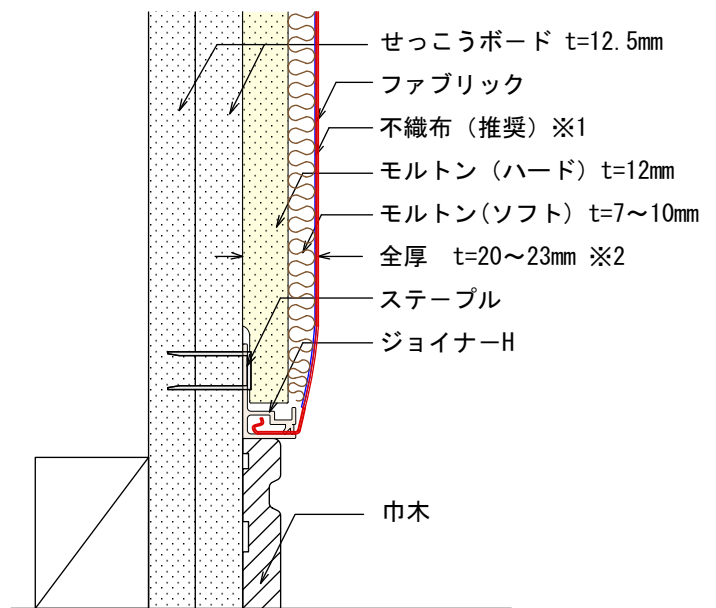 せっこうボード t=12.5mm
ファブリック
不織布（推奨）※1
モルトン（ハード）t=12mm
モルトン(ソフト) t=7～10mm
全厚 t=20～23mm ※2
ステープル
ジョイナーH
巾木